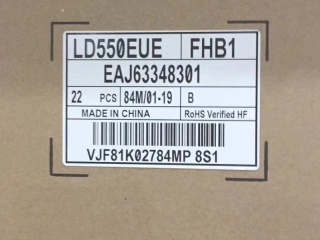 LD550EUE FHB1
EAJ63348301
22 PCS 84M/01-19 B
MADE IN CHINA RoHS Verified HF
VJF81K02784MP 8S1